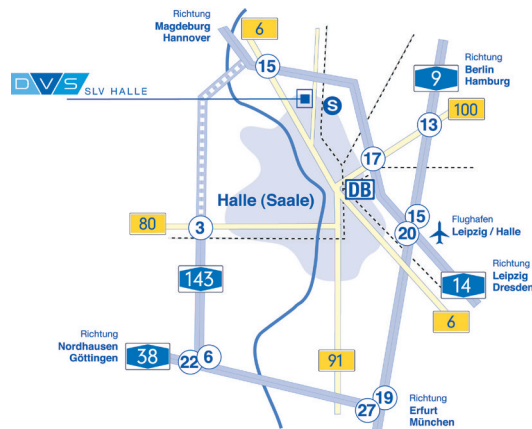 Richtung
Magdeburg
Hannover
6
15
Richtung
Berlin
Hamburg
9
DVS
SLV HALLE
S
100
13
17
DB
Halle (Saale)
80
3
15
20
Flughafen
Leipzig / Halle
143
Richtung
Leipzig
Dresden
14
6
Richtung
Nordhausen
Göttingen
38
22
6
91
19
27
Richtung
Erfurt
München